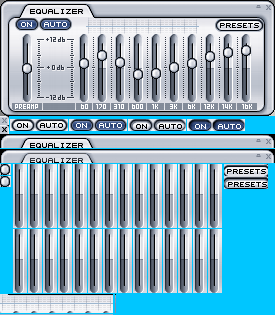 EQUALIZER
ON AUTO PRESETS
+12 db
+0 db
-12 db
PREAMP 60 170 310 600 1K 3K 6K 12K 14K 16K
ON AUTO ON AUTO ON AUTO ON AUTO
EQUALIZER
EQUALIZER
PRESETS
PRESETS